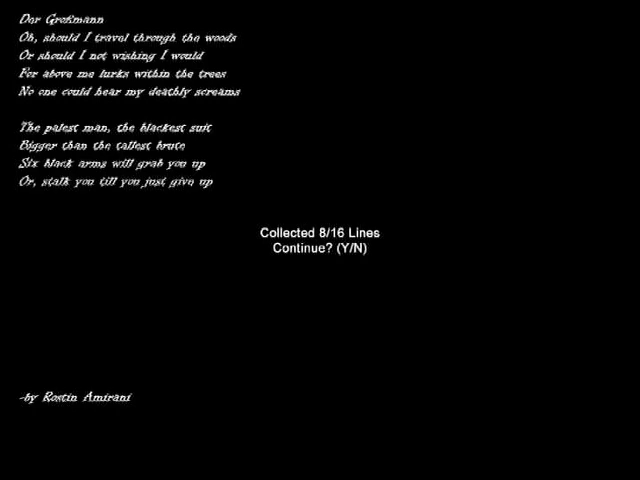 Der Großmann
Oh, should I travel through the woods
Or should I not wishing I would
For above me lurks within the trees
No one could hear my deathly screams
The palest man, the blackest suit
Bigger than the tallest brute
Six black arms will grab you up
Or, stalk you till you just give up
Collected 8/16 Lines
Continue? (Y/N)
-by Rostin Amirani